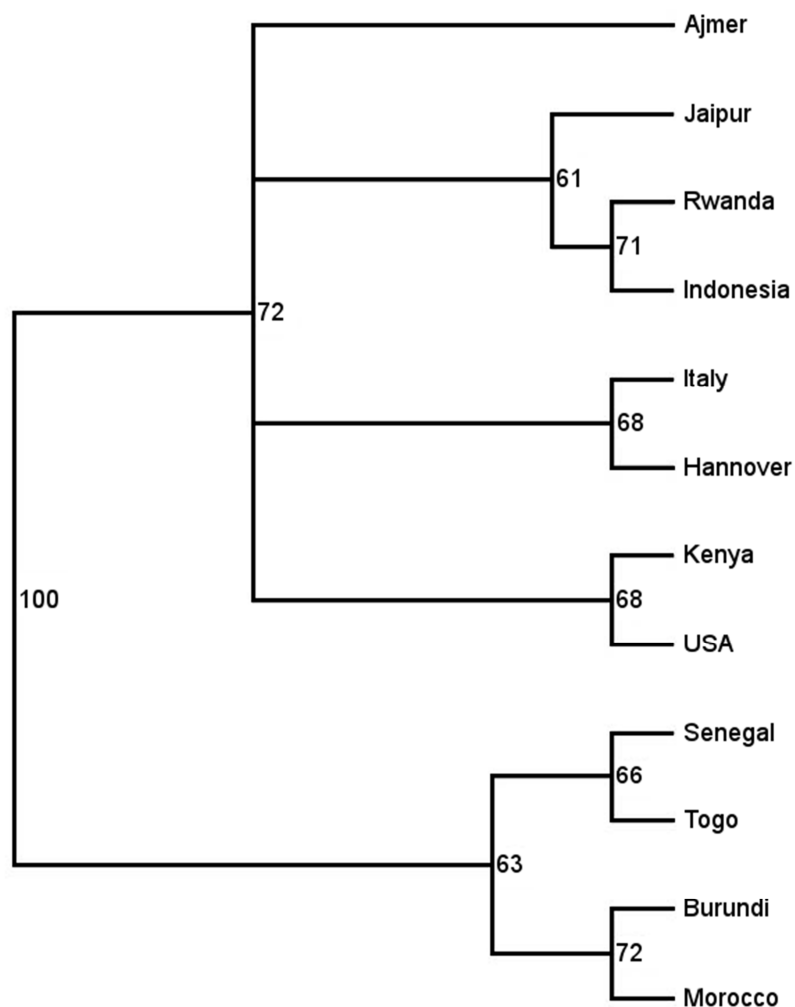 Ajmer
Jaipur
61
Rwanda
71
Indonesia
72
Italy
68
Hannover
Kenya
100
68
USA
Senegal
66
Togo
63
Burundi
72
Morocco